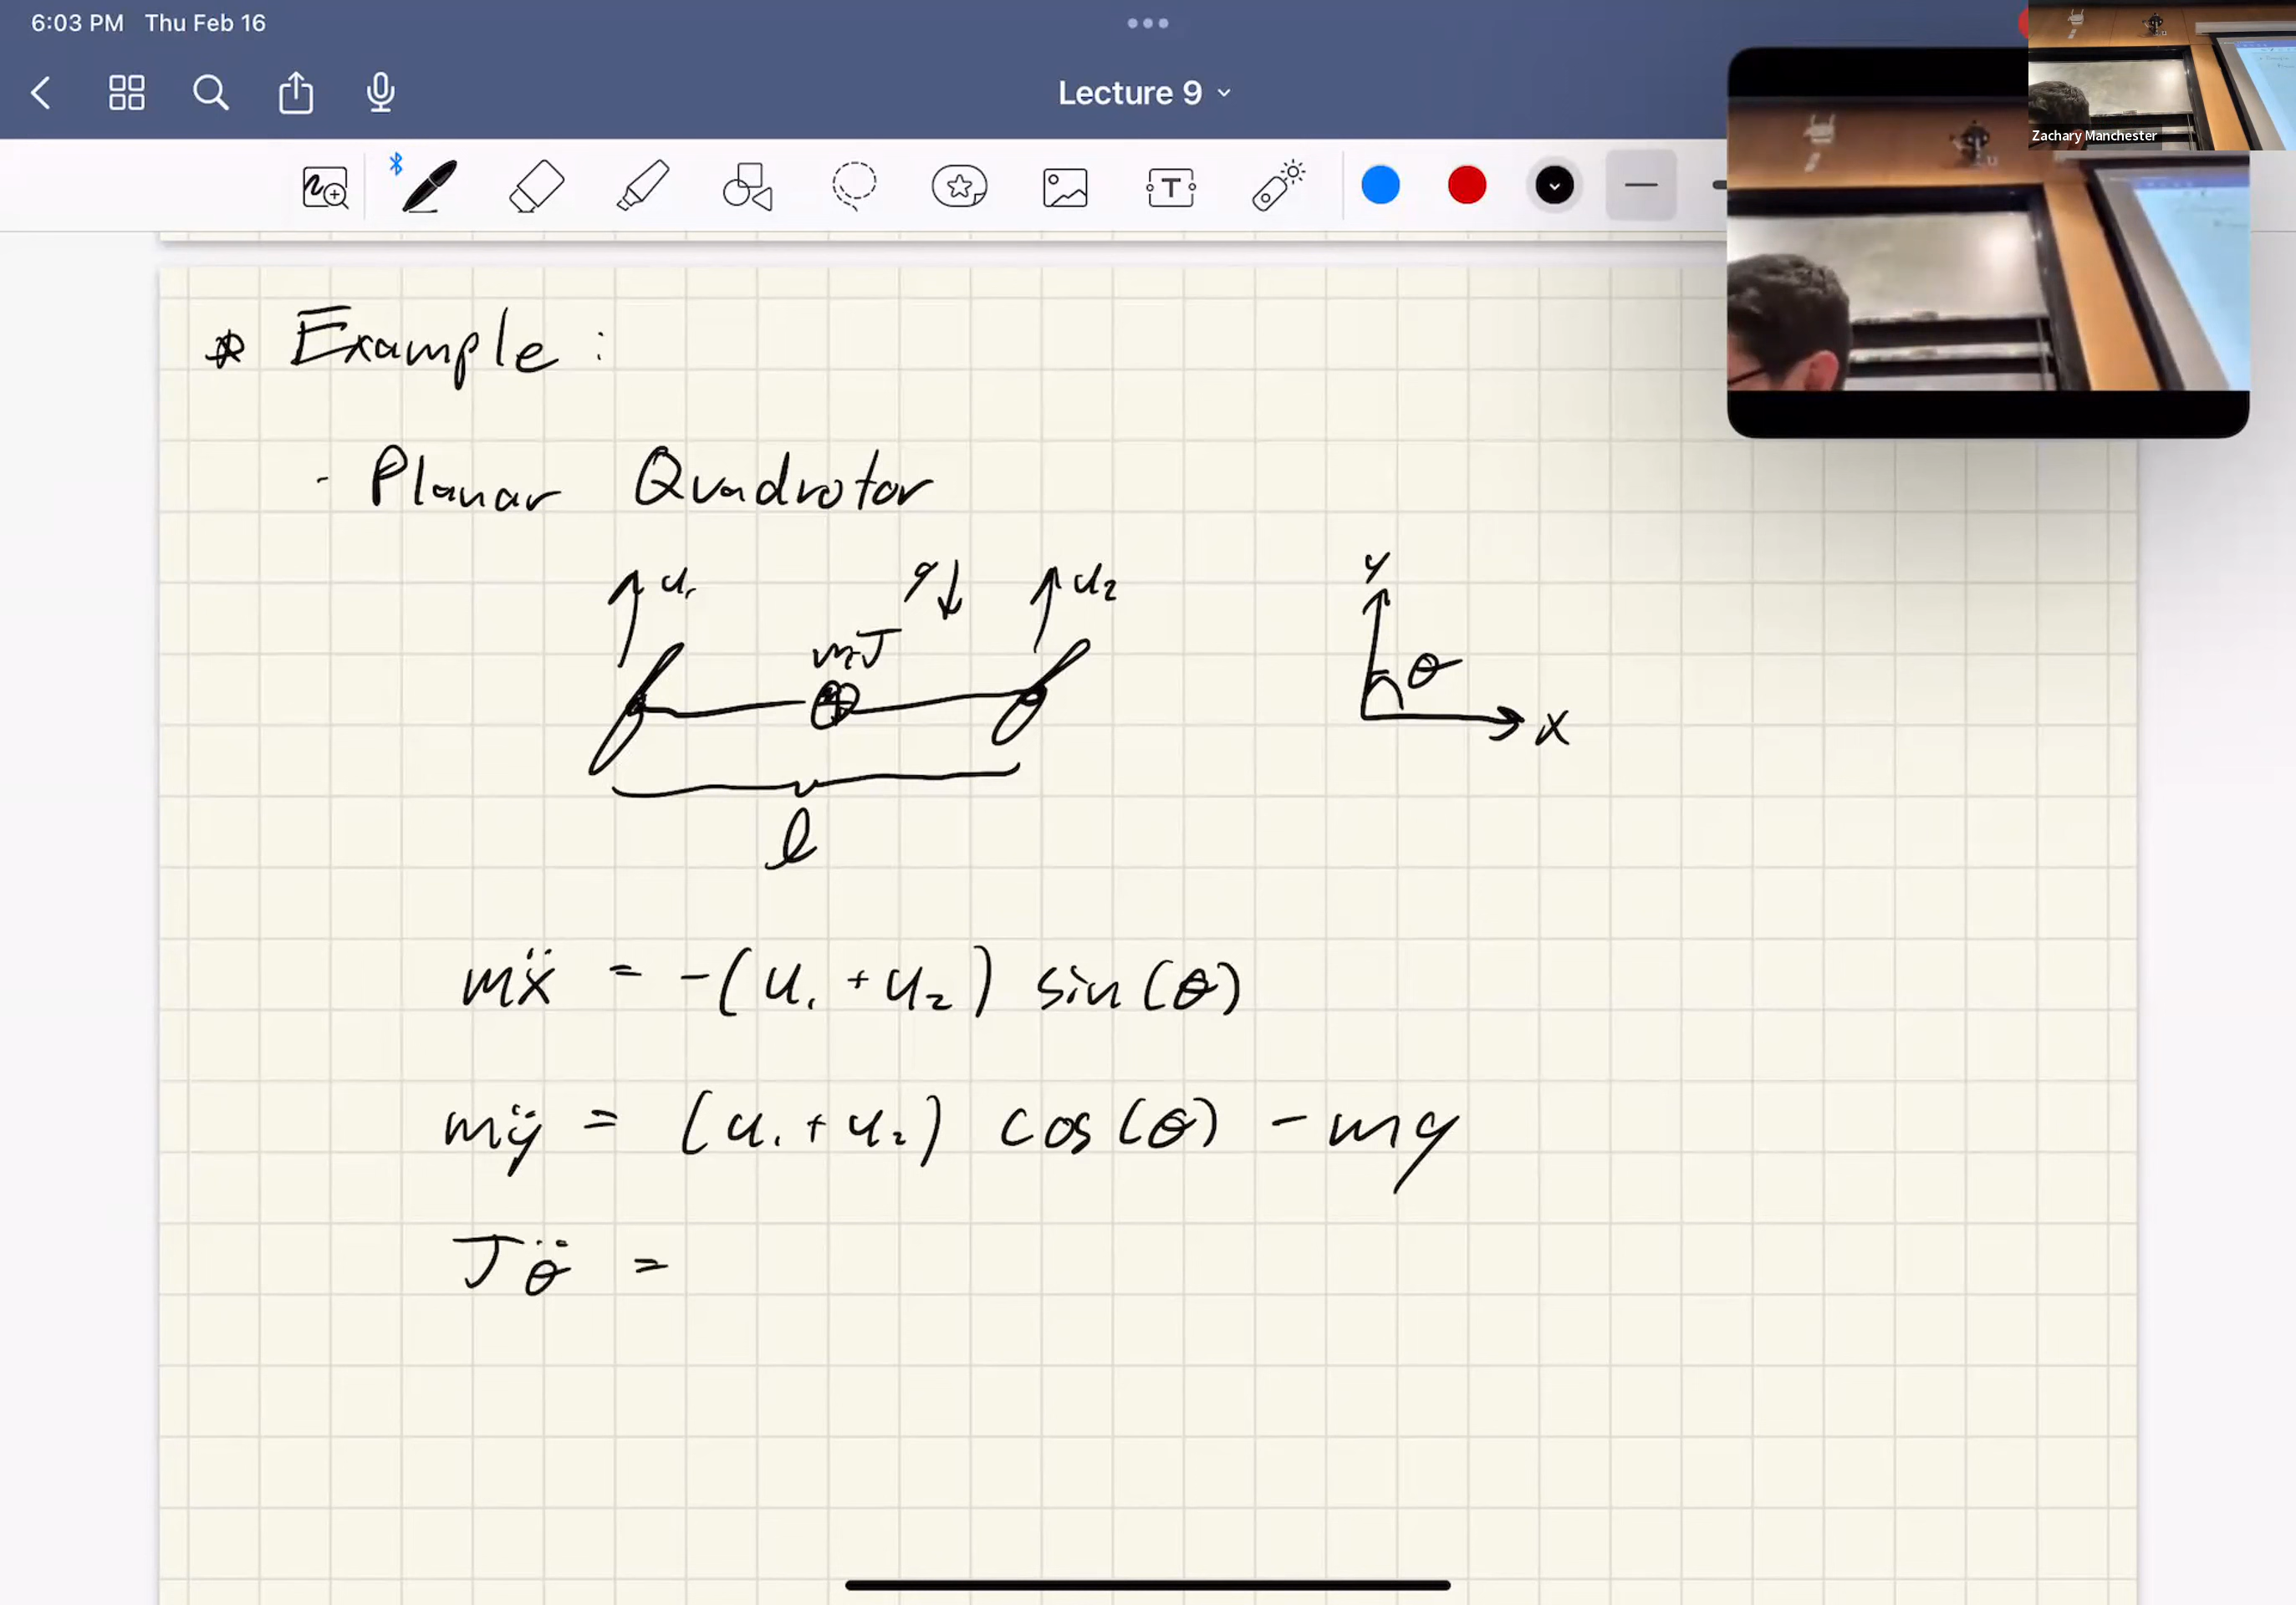 6:03 PM Thu Feb 16
Lecture 9
Zachary Manchester
T
* Example :
- Planar Quadrotor
u₁ g u₂ y
m J θ
x
l
mẍ = -(u₁ + u₂) sin(θ)
mÿ = (u₁ + u₂) cos(θ) - mg
Jθ̈ =